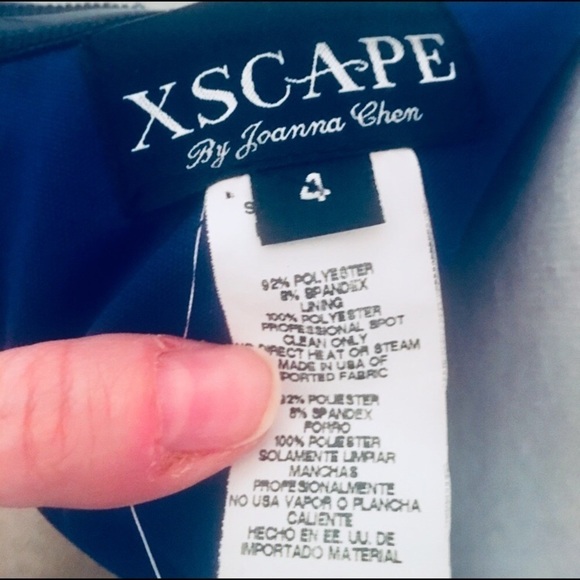 XSCAPE
By Joanna Chen
4
S
92% POLYESTER
8% SPANDEX
LINING
100% POLYESTER
PROFESSIONAL SPOT
CLEAN ONLY
DIRECT HEAT OR STEAM
MADE IN USA OF
PORTED FABRIC
92% POLIESTER
8% SPANDEX
FORRO
100% POLIESTER
SOLAMENTE LIMPIAR
MANCHAS
PROFESIONALMENTE
NO USA VAPOR O PLANCHA
CALIENTE
HECHO EN EE. UU. DE
IMPORTADO MATERIAL